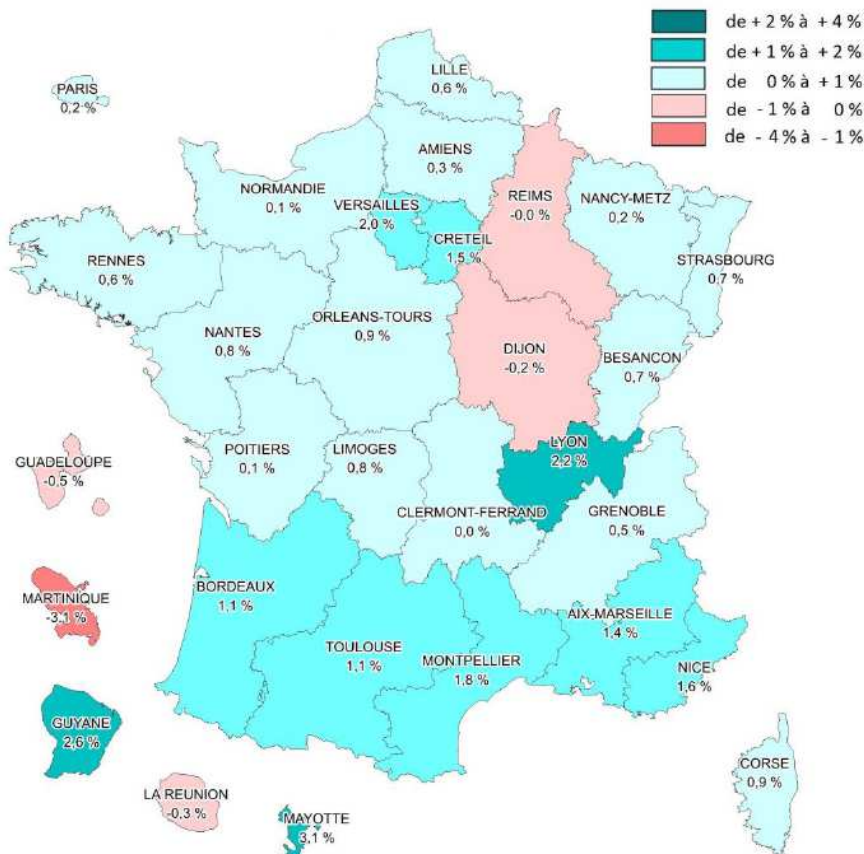 de + 2 % à + 4 %
de + 1 % à + 2 %
de 0 % à + 1 %
de - 1 % à 0 %
de - 4 % à - 1 %
LILLE
0,6 %
PARIS
0,2 %
AMIENS
0,3 %
NORMANDIE
0,1 %
VERSAILLES
2,0 %
REIMS
-0,0 %
NANCY-METZ
0,2 %
CRETEIL
1,5 %
STRASBOURG
0,7 %
RENNES
0,6 %
NANTES
0,8 %
ORLEANS-TOURS
0,9 %
DIJON
-0,2 %
BESANCON
0,7 %
POITIERS
0,1 %
LIMOGES
0,8 %
LYON
2,2 %
GUADELOUPE
-0,5 %
CLERMONT-FERRAND
0,0 %
GRENOBLE
0,5 %
BORDEAUX
1,1 %
MARTINIQUE
-3,1 %
AIX-MARSEILLE
1,4 %
TOULOUSE
1,1 %
MONTPELLIER
1,8 %
NICE
1,6 %
GUYANE
2,6 %
CORSE
0,9 %
LA REUNION
-0,3 %
MAYOTTE
3,1 %